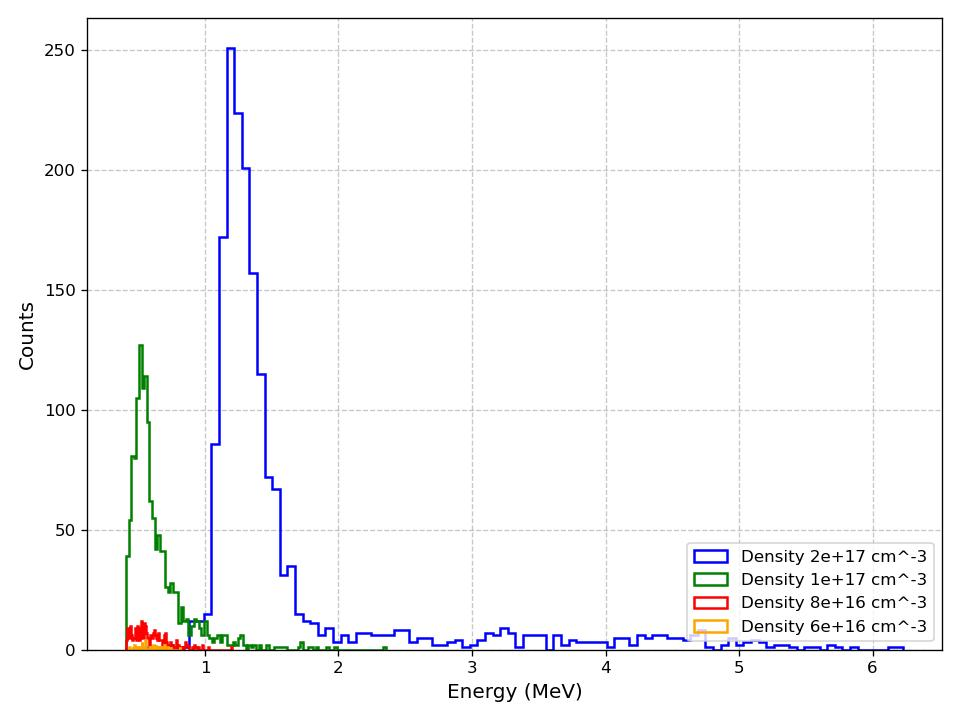 250
200
150
100
50
0
Counts
1 2 3 4 5 6
Energy (MeV)
Density 2e+17 cm^-3
Density 1e+17 cm^-3
Density 8e+16 cm^-3
Density 6e+16 cm^-3